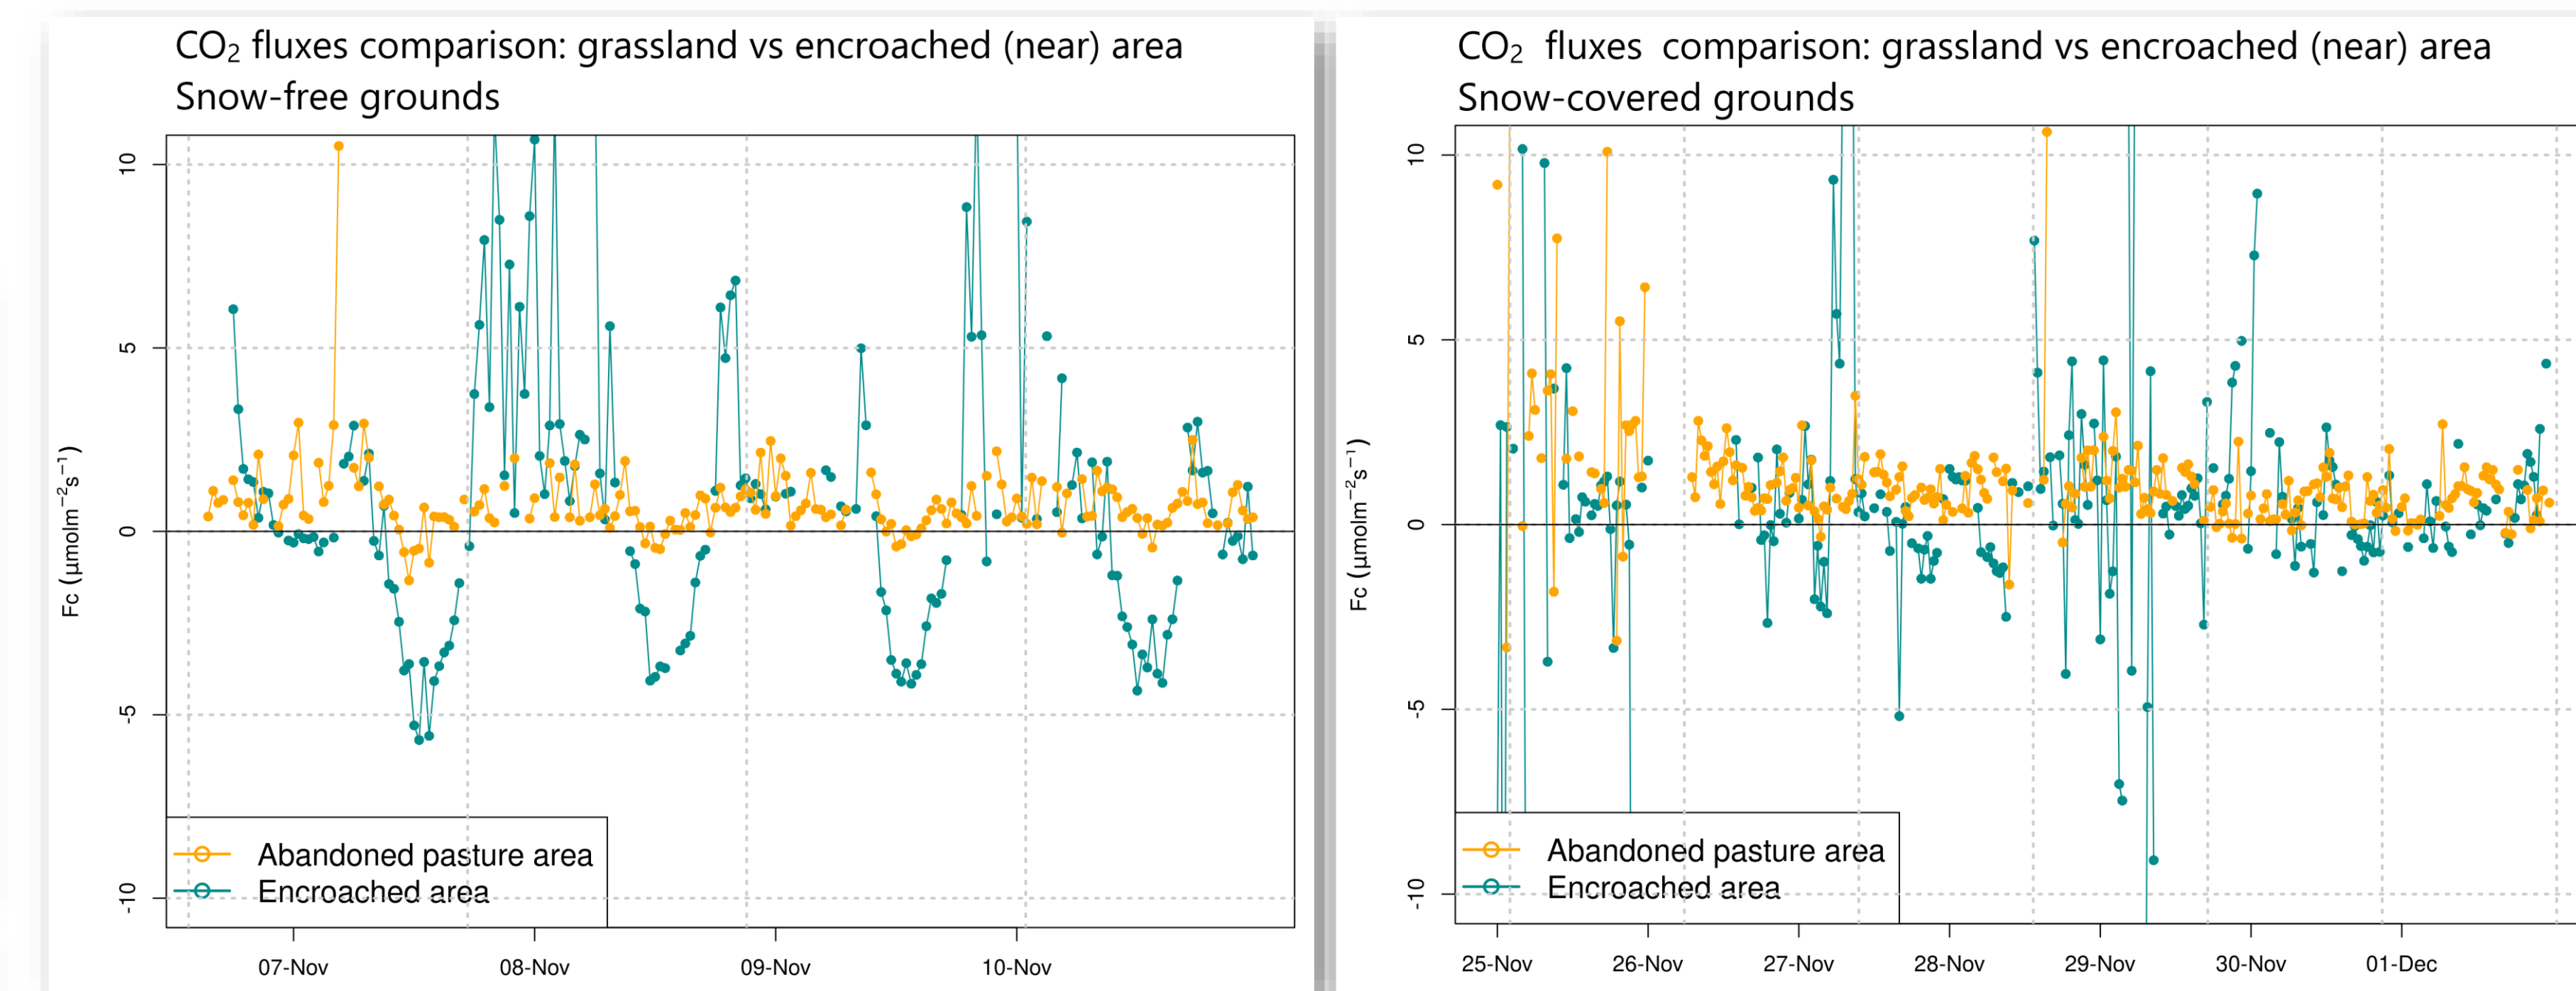 CO₂ fluxes comparison: grassland vs encroached (near) area
Snow-free grounds
Fc (μmolm⁻²s⁻¹)
10
5
0
-5
-10
Abandoned pasture area
Encroached area
07-Nov 08-Nov 09-Nov 10-Nov
CO₂ fluxes comparison: grassland vs encroached (near) area
Snow-covered grounds
Fc (μmolm⁻²s⁻¹)
10
5
0
-5
-10
Abandoned pasture area
Encroached area
25-Nov 26-Nov 27-Nov 28-Nov 29-Nov 30-Nov 01-Dec